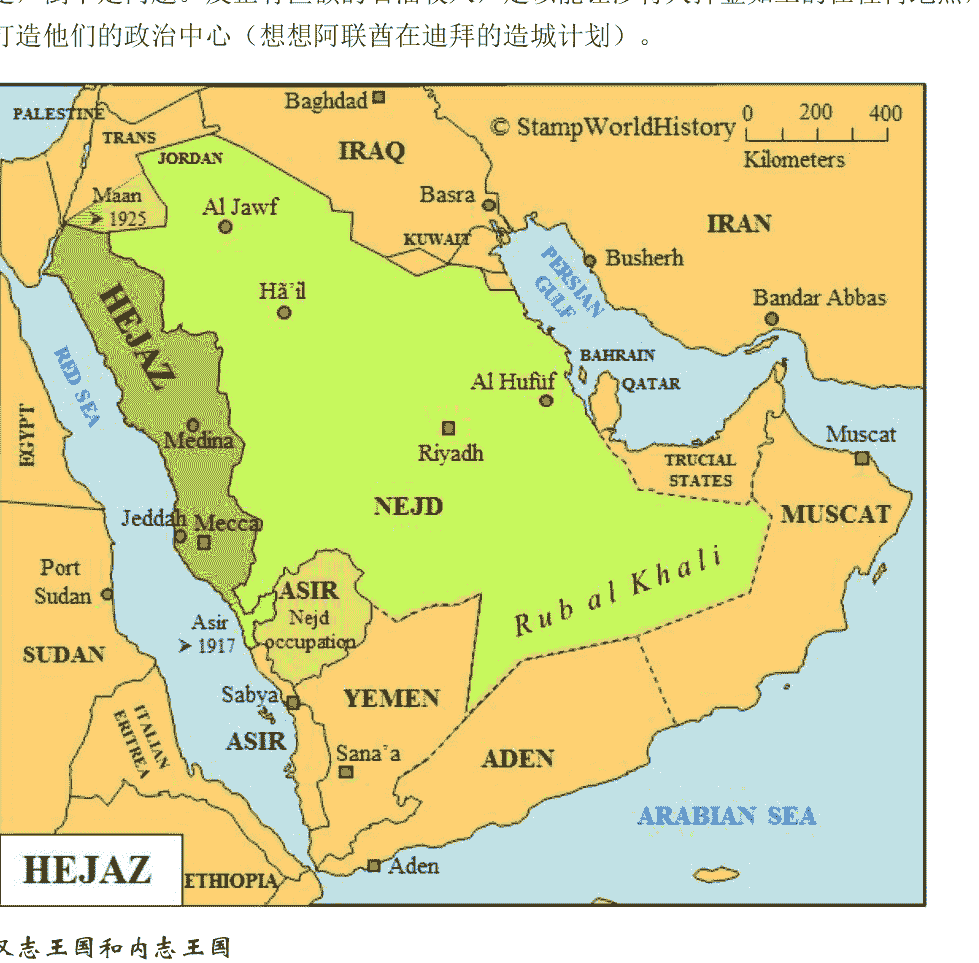 打造他们的政治中心（想想阿联酋在迪拜的造城计划）。
PALESTINE
Baghdad
© StampWorldHistory
0 200 400
Kilometers
TRANS
JORDAN
IRAQ
Maan
➤ 1925
Al Jawf
Basra
KUWAIT
IRAN
PERSIAN
GULF
Busherh
Hã'il
Bandar Abbas
HEJAZ
RED SEA
BAHRAIN
QATAR
Al Hufüf
EGYPT
Medina
Riyadh
Muscat
TRUCIAL
STATES
NEJD
MUSCAT
Jeddah
Mecca
Rub al Khali
Port
Sudan
ASIR
Nejd
occupation
Asir
➤ 1917
SUDAN
Sabya
YEMEN
ITALIAN
ERITREA
ASIR
Sana'a
ADEN
ARABIAN SEA
HEJAZ
ETHIOPIA
Aden
汉志王国和内志王国